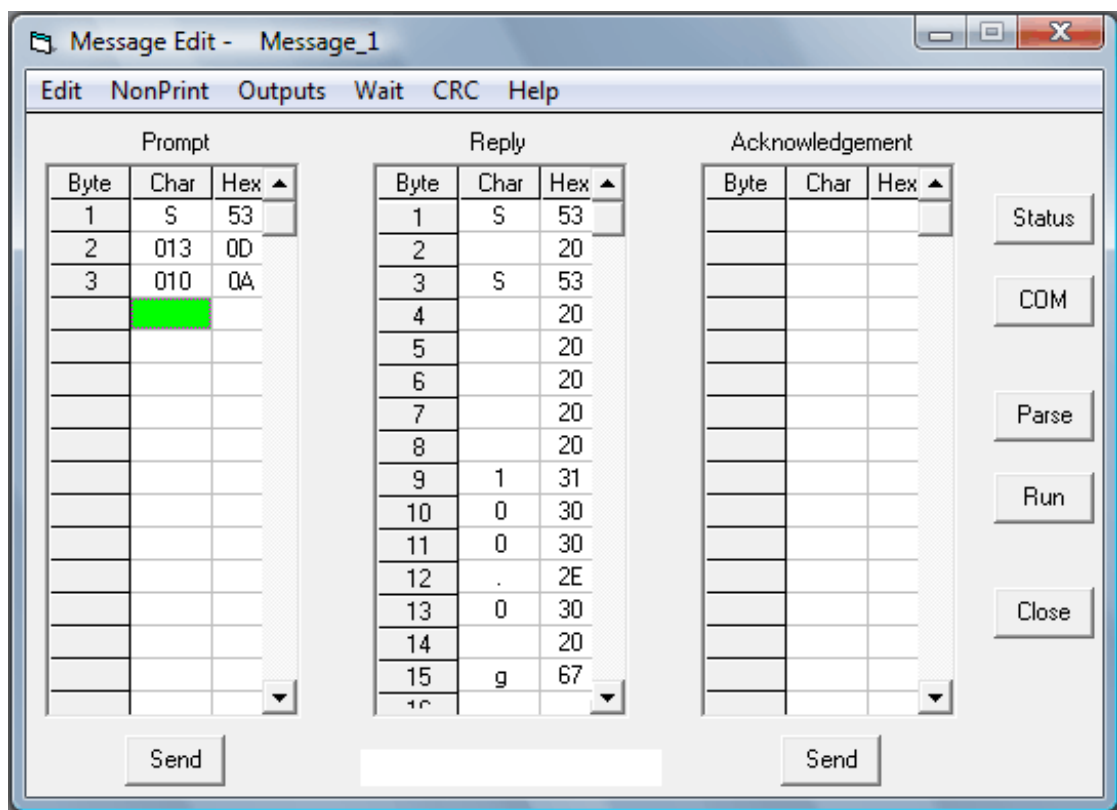 Message Edit -    Message_1
Edit NonPrint Outputs Wait CRC Help
Prompt Reply Acknowledgement
Byte Char Hex Byte Char Hex Byte Char Hex
1 S 53 1 S 53
Status
2 013 0D 2 20
3 010 0A 3 S 53
COM
4 20
5 20
6 20
7 20
Parse
8 20
9 1 31
Run
10 0 30
11 0 30
12 . 2E
13 0 30
Close
14 20
15 g 67
Send Send